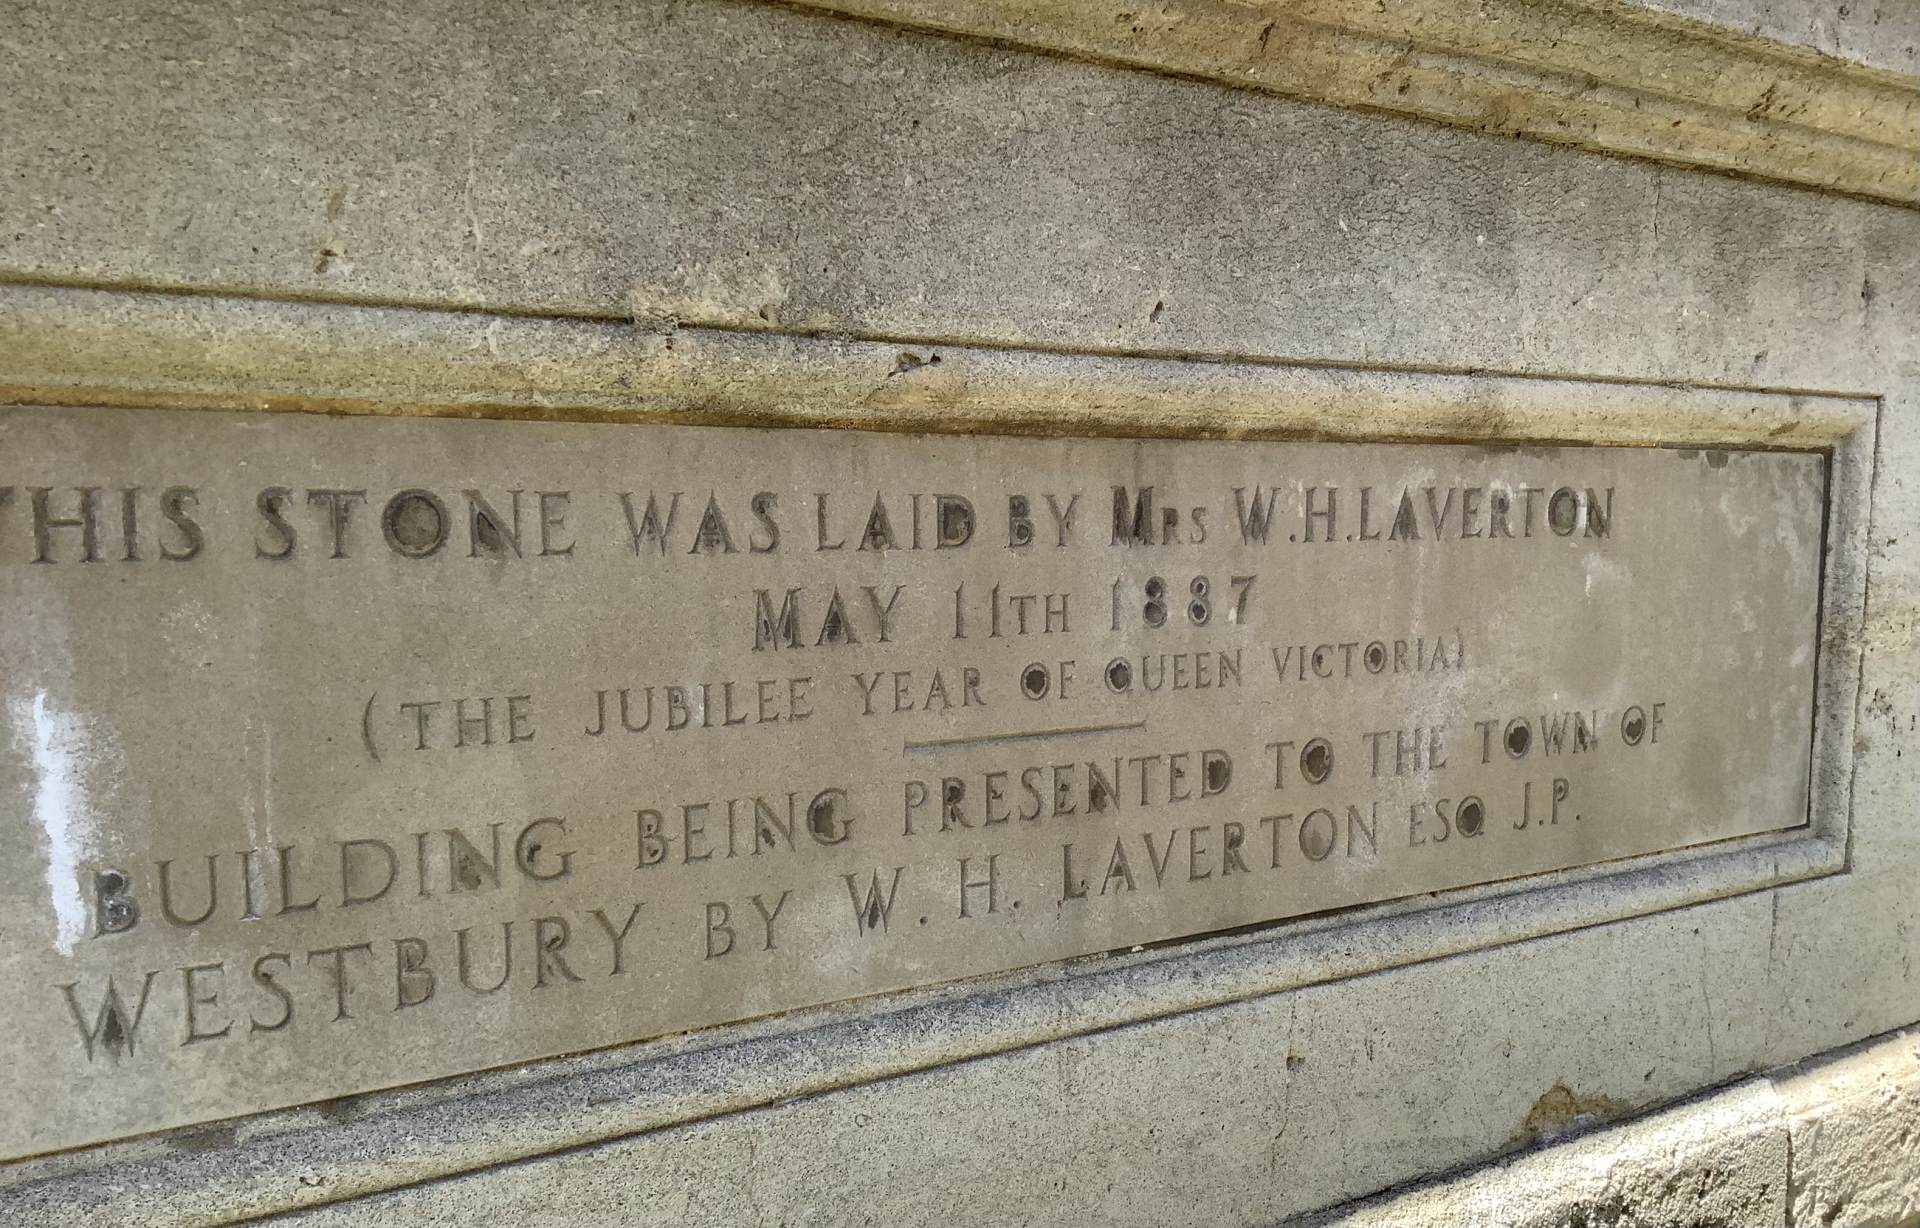 THIS STONE WAS LAID BY MRS W.H.LAVERTON
MAY 11TH 1887
(THE JUBILEE YEAR OF QUEEN VICTORIA)
BUILDING BEING PRESENTED TO THE TOWN OF
WESTBURY BY W. H. LAVERTON ESQ J.P.